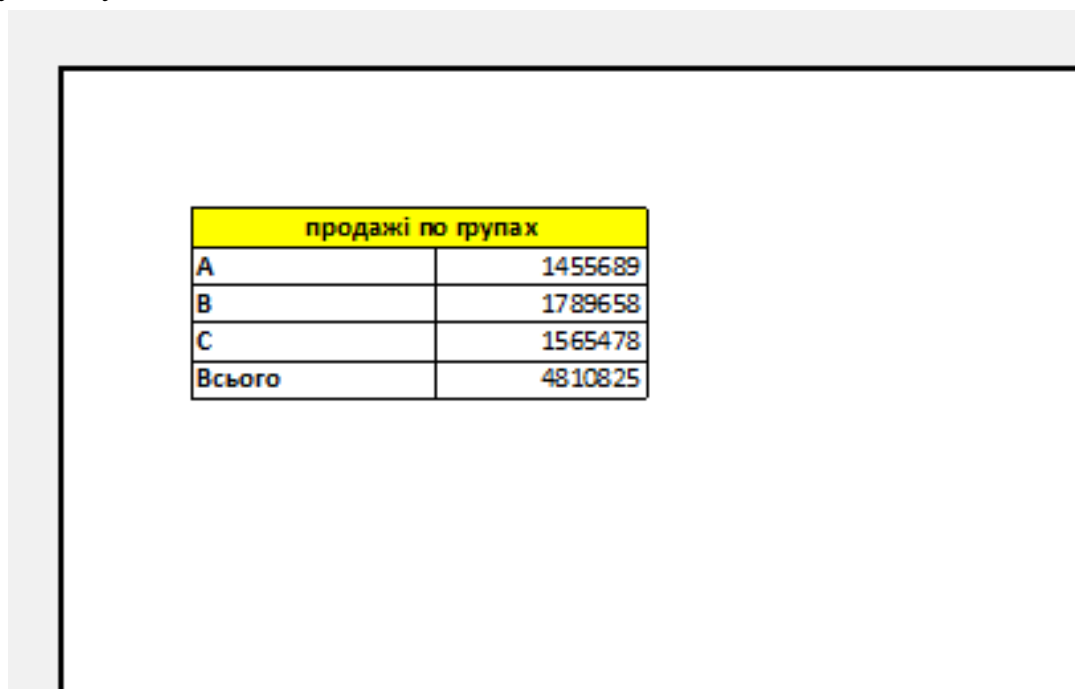 продажі по групах
A 1455689
B 1789658
C 1565478
Всього 4810825